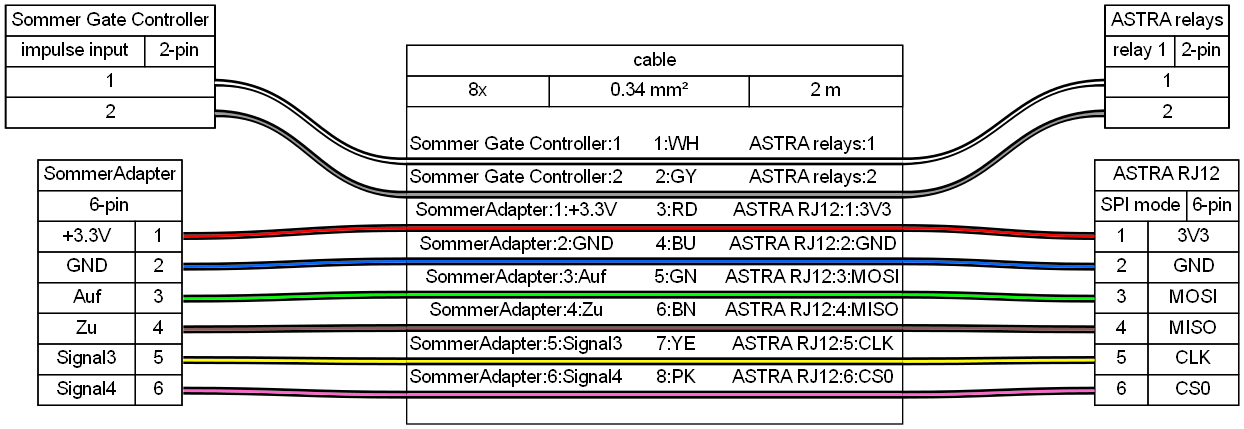 Sommer Gate Controller
impulse input 2-pin
1
2
SommerAdapter
6-pin
+3.3V 1
GND 2
Auf 3
Zu 4
Signal3 5
Signal4 6
cable
8x 0.34 mm² 2 m
Sommer Gate Controller:1 1:WH ASTRA relays:1
Sommer Gate Controller:2 2:GY ASTRA relays:2
SommerAdapter:1:+3.3V 3:RD ASTRA RJ12:1:3V3
SommerAdapter:2:GND 4:BU ASTRA RJ12:2:GND
SommerAdapter:3:Auf 5:GN ASTRA RJ12:3:MOSI
SommerAdapter:4:Zu 6:BN ASTRA RJ12:4:MISO
SommerAdapter:5:Signal3 7:YE ASTRA RJ12:5:CLK
SommerAdapter:6:Signal4 8:PK ASTRA RJ12:6:CS0
ASTRA relays
relay 1 2-pin
1
2
ASTRA RJ12
SPI mode 6-pin
1 3V3
2 GND
3 MOSI
4 MISO
5 CLK
6 CS0